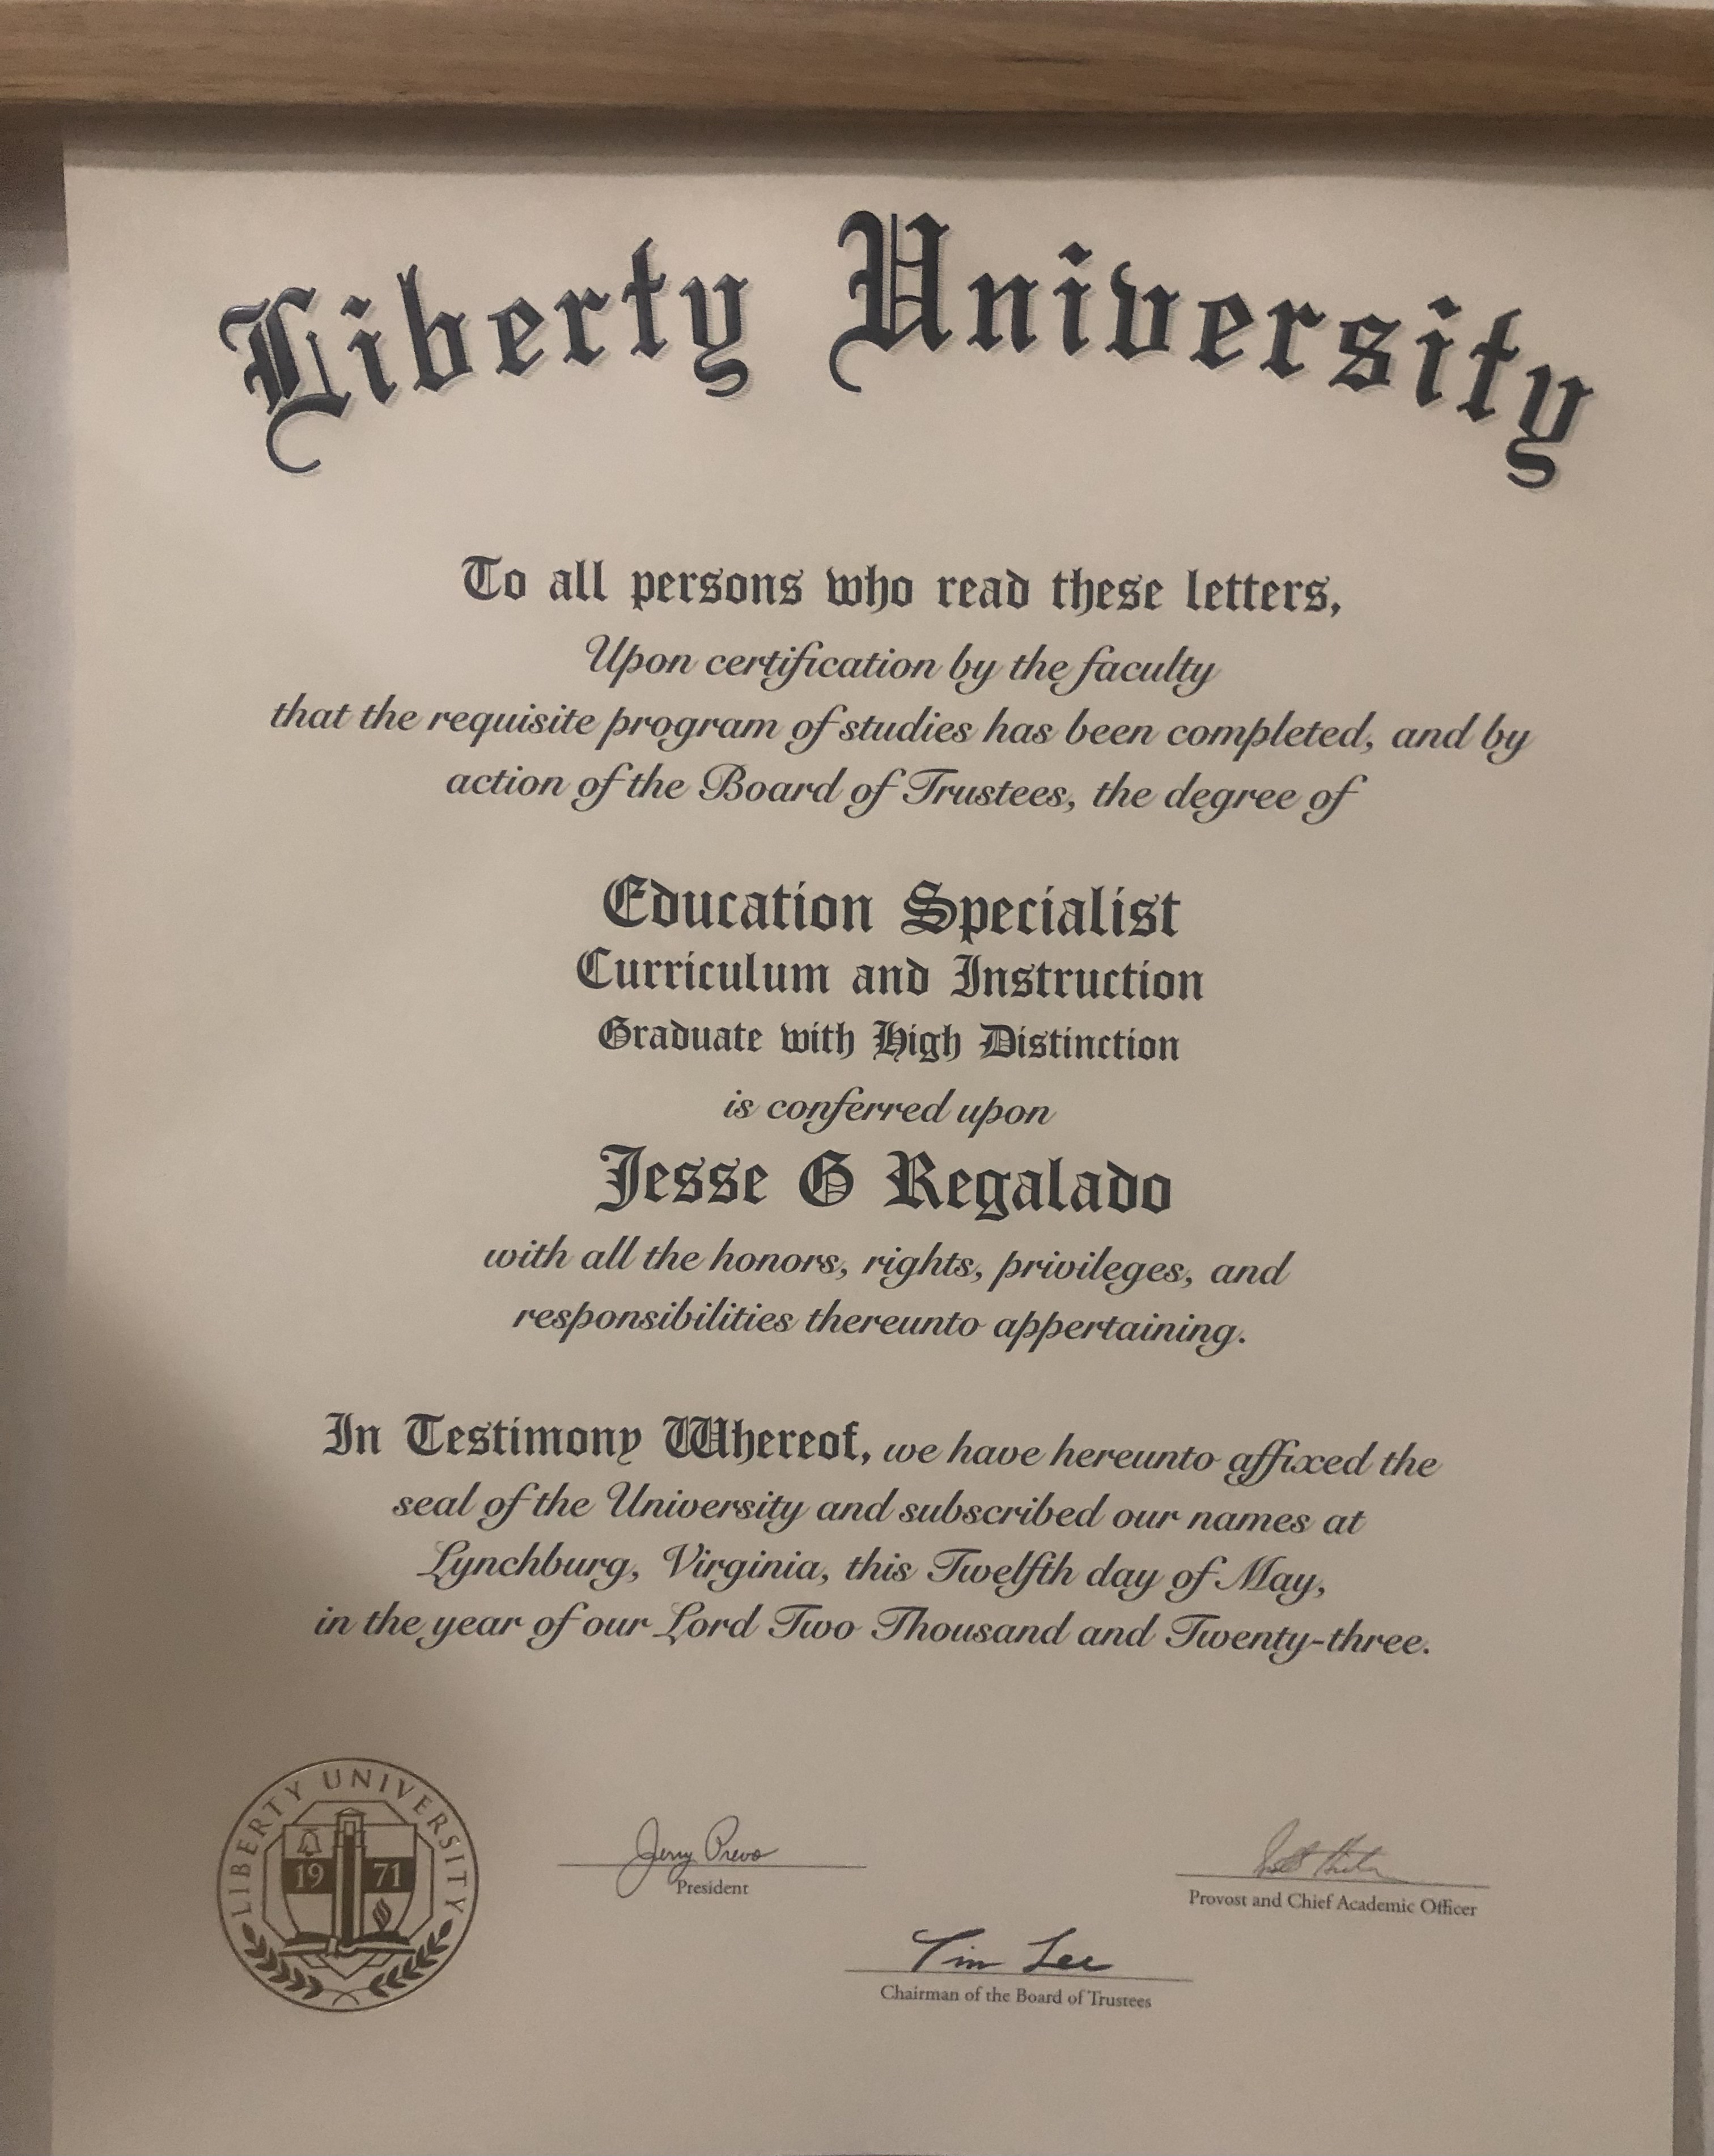 Liberty University
To all persons who read these letters,
Upon certification by the faculty
that the requisite program of studies has been completed, and by
action of the Board of Trustees, the degree of
Education Specialist
Curriculum and Instruction
Graduate with High Distinction
is conferred upon
Jesse G Regalado
with all the honors, rights, privileges, and
responsibilities thereunto appertaining.
In Testimony Whereof, we have hereunto affixed the
seal of the University and subscribed our names at
Lynchburg, Virginia, this Twelfth day of May,
in the year of our Lord Two Thousand and Twenty-three.
LIBERTY UNIVERSITY
19 71
Jerry Prevo
President
Provost and Chief Academic Officer
Tim Lee
Chairman of the Board of Trustees